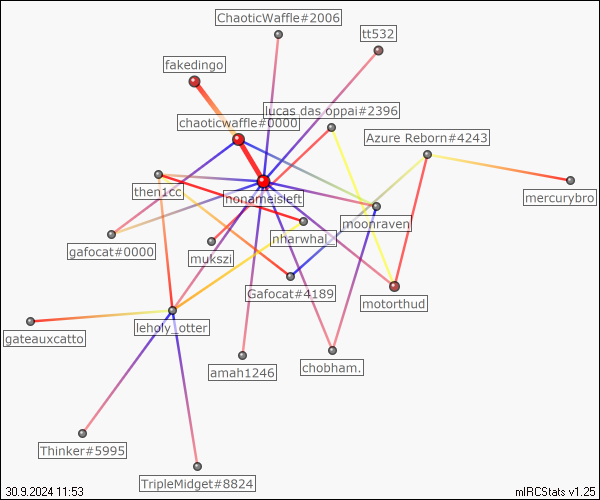 ChaoticWaffle#2006
tt532
fakedingo
lucas das oppai#2396
chaoticwaffle#0000
Azure Reborn#4243
then1cc
nonameisleft
mercurybro
moonraven
nharwhal_
gafocat#0000
mukszi
Gafocat#4189
motorthud
leholy_otter
gateauxcatto
amah1246
chobham.
Thinker#5995
TripleMidget#8824
30.9.2024 11:53
mIRCStats v1.25